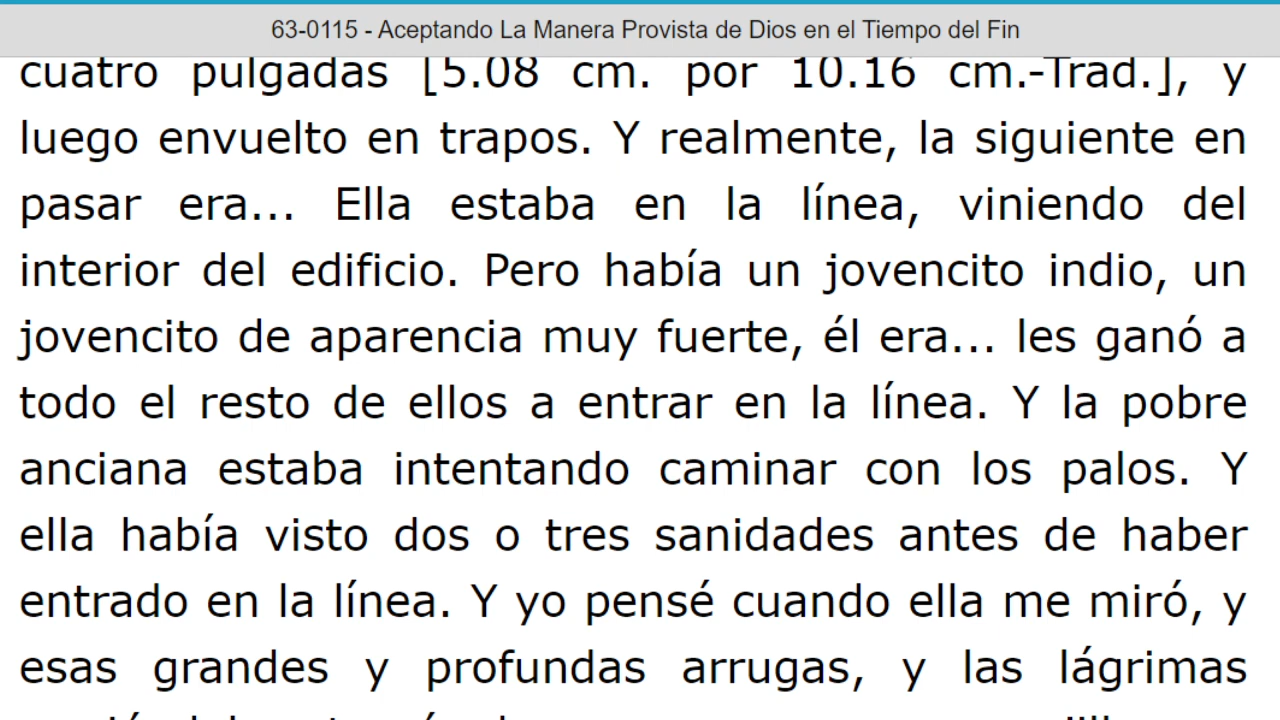 63-0115 - Aceptando La Manera Provista de Dios en el Tiempo del Fin
cuatro pulgadas [5.08 cm. por 10.16 cm.-Trad.], y
luego envuelto en trapos. Y realmente, la siguiente en
pasar era... Ella estaba en la línea, viniendo del
interior del edificio. Pero había un jovencito indio, un
jovencito de aparencia muy fuerte, él era... les ganó a
todo el resto de ellos a entrar en la línea. Y la pobre
anciana estaba intentando caminar con los palos. Y
ella había visto dos o tres sanidades antes de haber
entrado en la línea. Y yo pensé cuando ella me miró, y
esas grandes y profundas arrugas, y las lágrimas